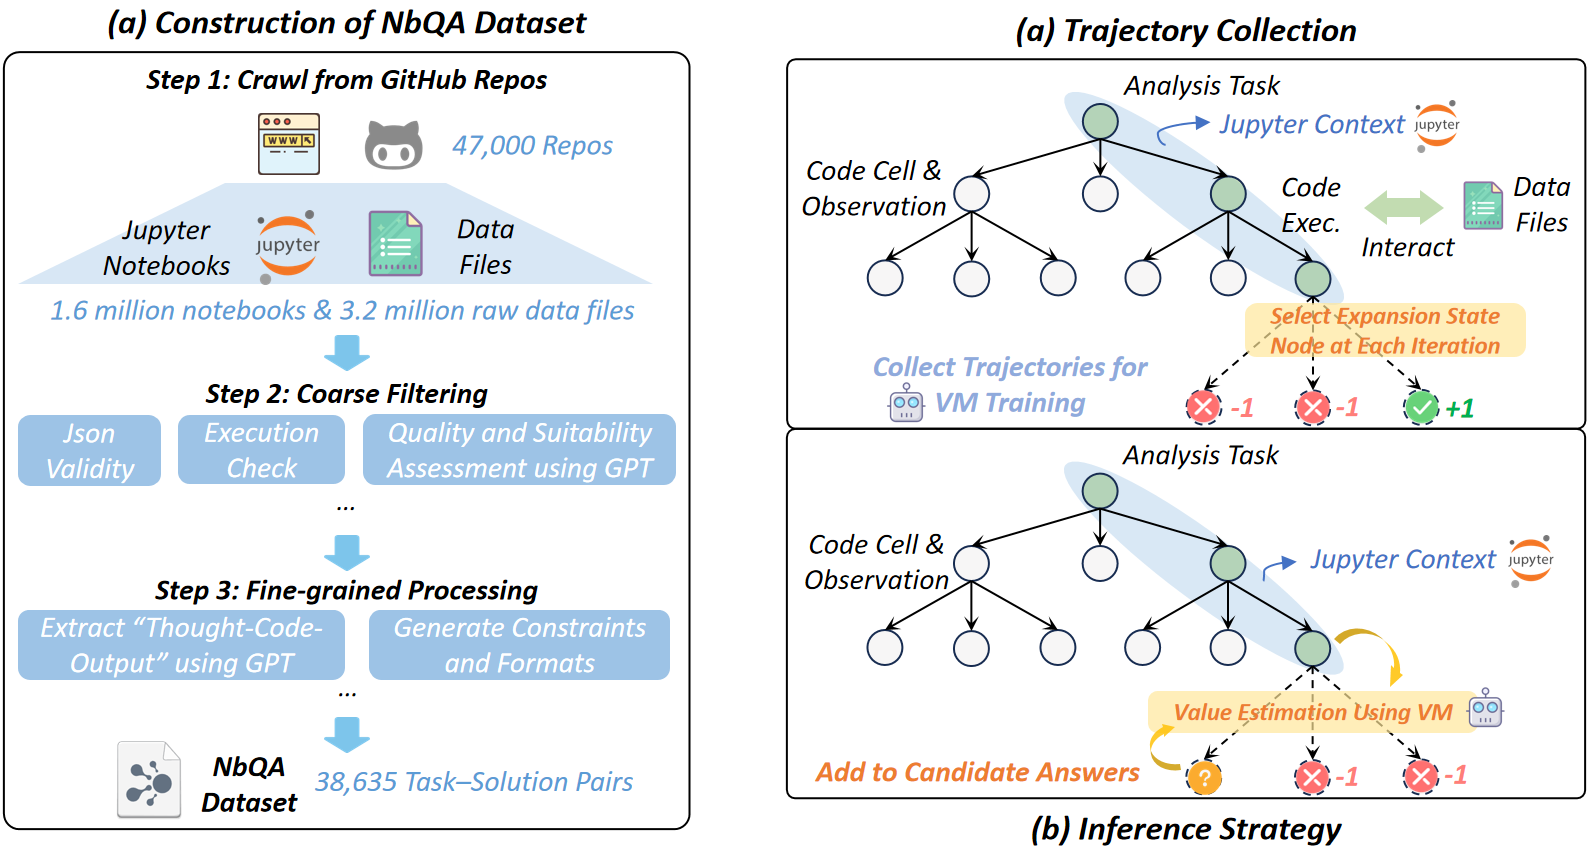 (a) Construction of NbQA Dataset
Step 1: Crawl from GitHub Repos
WWW
47,000 Repos
Jupyter
Notebooks
jupyter
Data
Files
1.6 million notebooks & 3.2 million raw data files
Step 2: Coarse Filtering
Json
Validity
Execution
Check
Quality and Suitability
Assessment using GPT
...
Step 3: Fine-grained Processing
Extract “Thought-Code-
Output” using GPT
Generate Constraints
and Formats
...
NbQA
Dataset
38,635 Task–Solution Pairs
(a) Trajectory Collection
Analysis Task
Jupyter Context
jupyter
Code Cell &
Observation
Code
Exec.
Interact
Data
Files
Select Expansion State
Node at Each Iteration
Collect Trajectories for
VM Training
-1
-1
+1
Analysis Task
Code Cell &
Observation
Jupyter Context
jupyter
Value Estimation Using VM
Add to Candidate Answers
?
-1
-1
(b) Inference Strategy